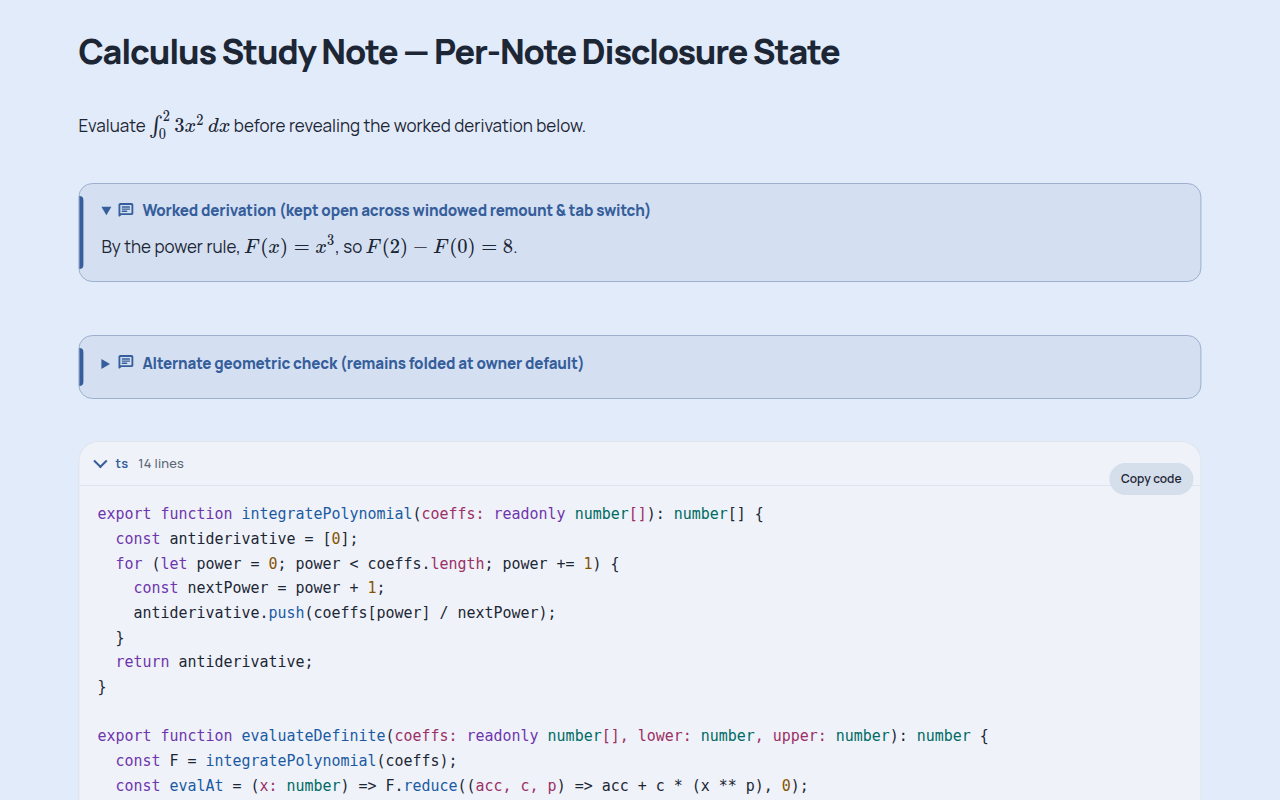 Calculus Study Note — Per-Note Disclosure State
Evaluate ∫₀² 3x² dx before revealing the worked derivation below.
Worked derivation (kept open across windowed remount & tab switch)
By the power rule, F(x) = x³, so F(2) − F(0) = 8.
Alternate geometric check (remains folded at owner default)
ts 14 lines
Copy code
export function integratePolynomial(coeffs: readonly number[]): number[] {
  const antiderivative = [0];
  for (let power = 0; power < coeffs.length; power += 1) {
    const nextPower = power + 1;
    antiderivative.push(coeffs[power] / nextPower);
  }
  return antiderivative;
}
export function evaluateDefinite(coeffs: readonly number[], lower: number, upper: number): number {
  const F = integratePolynomial(coeffs);
  const evalAt = (x: number) => F.reduce((acc, c, p) => acc + c * (x ** p), 0);